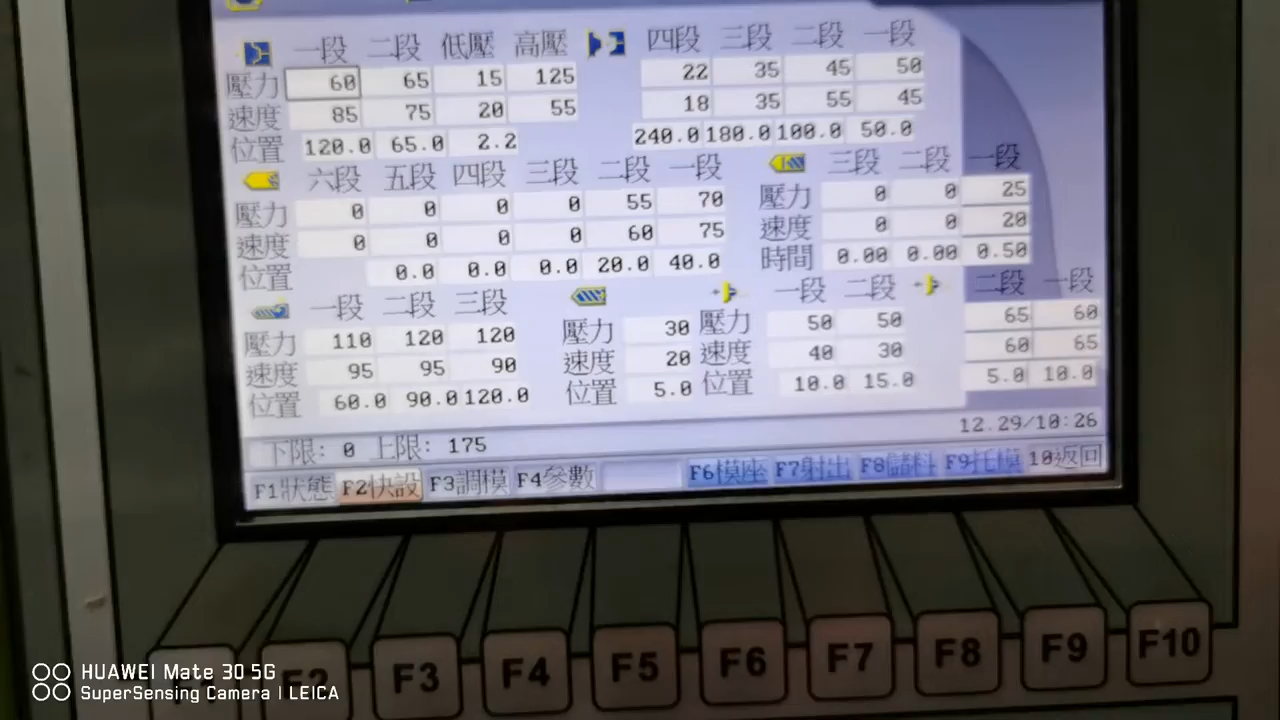 一段 二段 低壓 高壓 四段 三段 二段 一段
壓力 60 65 15 125 22 35 45 50
速度 85 75 20 55 18 35 55 45
位置 120.0 65.0 2.2 240.0 180.0 100.0 50.0
六段 五段 四段 三段 二段 一段 三段 二段 一段
壓力 0 0 0 0 55 70 壓力 0 0 25
速度 0 0 0 0 60 75 速度 0 0 20
位置 0.0 0.0 0.0 20.0 40.0 時間 0.00 0.00 0.50
一段 二段 三段 一段 二段 二段 一段
壓力 110 120 120 壓力 30 壓力 50 50 65 60
速度 95 95 90 速度 20 速度 40 30 60 65
位置 60.0 90.0 120.0 位置 5.0 位置 10.0 15.0 5.0 10.0
12.29/10:26
下限: 0 上限: 175
F1狀態 F2快設 F3調模 F4參數 F6模座 F7射出 F8儲料 F9托模 10返回
F1 F2 F3 F4 F5 F6 F7 F8 F9 F10
HUAWEI Mate 30 5G
SuperSensing Camera | LEICA